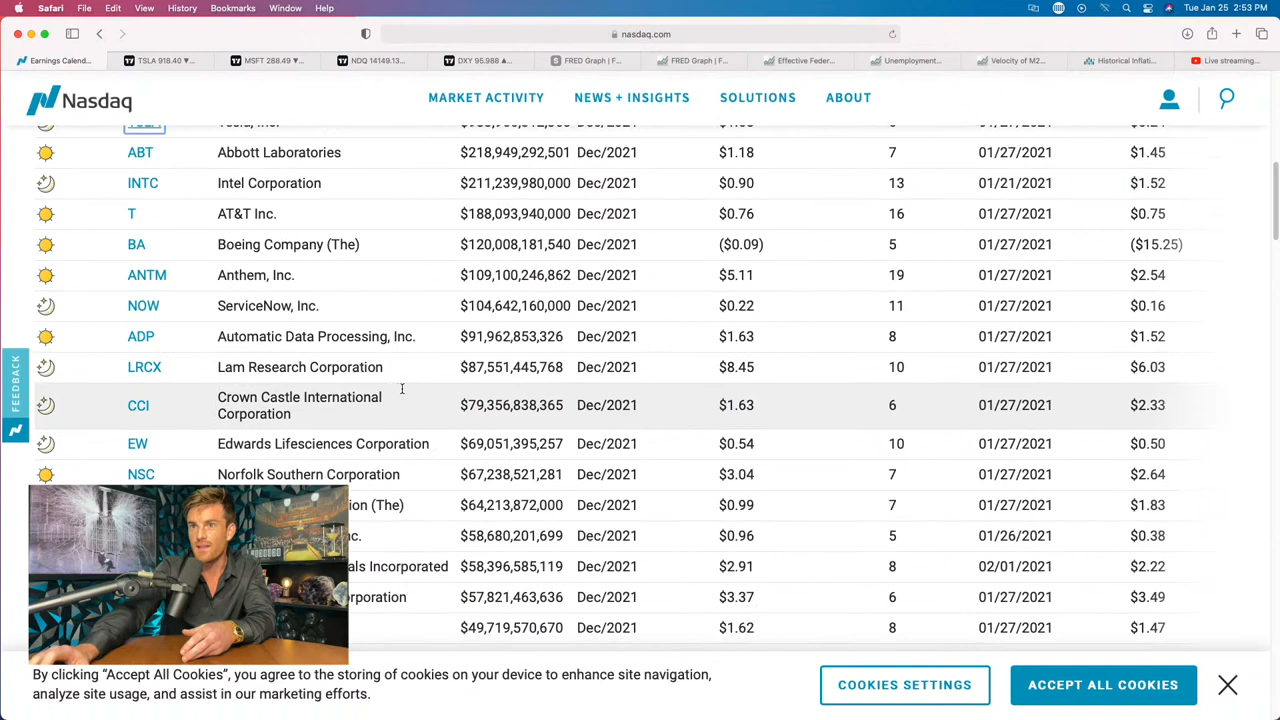 Safari File Edit View History Bookmarks Window Help Tue Jan 25 2:53 PM
nasdaq.com
Earnings Calend... TSLA 918.40 ▼... MSFT 288.49 ▼... NDQ 14149.13... DXY 95.988 ▲... FRED Graph | F... FRED Graph | F... Effective Feder... Unemployment... Velocity of M2... Historical Inflati... Live streaming...
Nasdaq MARKET ACTIVITY NEWS + INSIGHTS SOLUTIONS ABOUT
ABT Abbott Laboratories $218,949,292,501 Dec/2021 $1.18 7 01/27/2021 $1.45
INTC Intel Corporation $211,239,980,000 Dec/2021 $0.90 13 01/21/2021 $1.52
T AT&T Inc. $188,093,940,000 Dec/2021 $0.76 16 01/27/2021 $0.75
BA Boeing Company (The) $120,008,181,540 Dec/2021 ($0.09) 5 01/27/2021 ($15.25)
ANTM Anthem, Inc. $109,100,246,862 Dec/2021 $5.11 19 01/27/2021 $2.54
NOW ServiceNow, Inc. $104,642,160,000 Dec/2021 $0.22 11 01/27/2021 $0.16
ADP Automatic Data Processing, Inc. $91,962,853,326 Dec/2021 $1.63 8 01/27/2021 $1.52
LRCX Lam Research Corporation $87,551,445,768 Dec/2021 $8.45 10 01/27/2021 $6.03
CCI Crown Castle International
Corporation $79,356,838,365 Dec/2021 $1.63 6 01/27/2021 $2.33
EW Edwards Lifesciences Corporation $69,051,395,257 Dec/2021 $0.54 10 01/27/2021 $0.50
NSC Norfolk Southern Corporation $67,238,521,281 Dec/2021 $3.04 7 01/27/2021 $2.64
ion (The) $64,213,872,000 Dec/2021 $0.99 7 01/27/2021 $1.83
nc. $58,680,201,699 Dec/2021 $0.96 5 01/26/2021 $0.38
als Incorporated $58,396,585,119 Dec/2021 $2.91 8 02/01/2021 $2.22
rporation $57,821,463,636 Dec/2021 $3.37 6 01/27/2021 $3.49
$49,719,570,670 Dec/2021 $1.62 8 01/27/2021 $1.47
FEEDBACK
By clicking “Accept All Cookies”, you agree to the storing of cookies on your device to enhance site navigation,
analyze site usage, and assist in our marketing efforts.
COOKIES SETTINGS ACCEPT ALL COOKIES